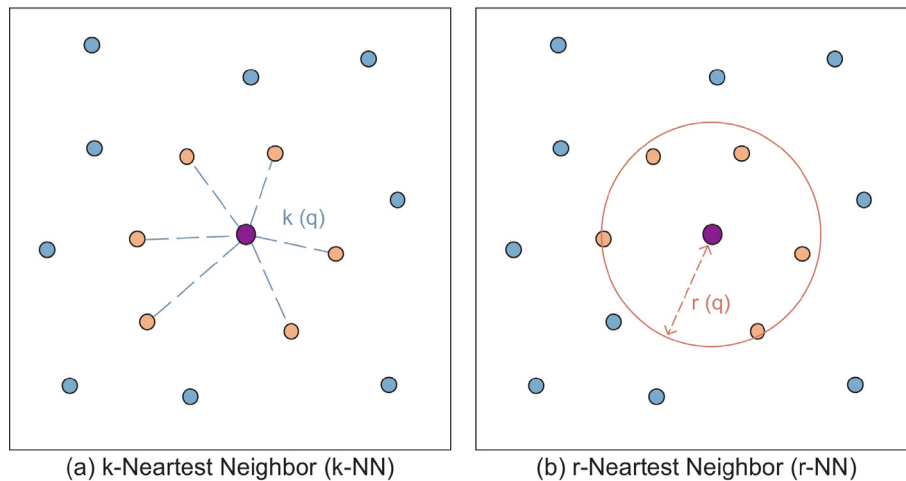 k (q)
r (q)
(a) k-Neartest Neighbor (k-NN)
(b) r-Neartest Neighbor (r-NN)